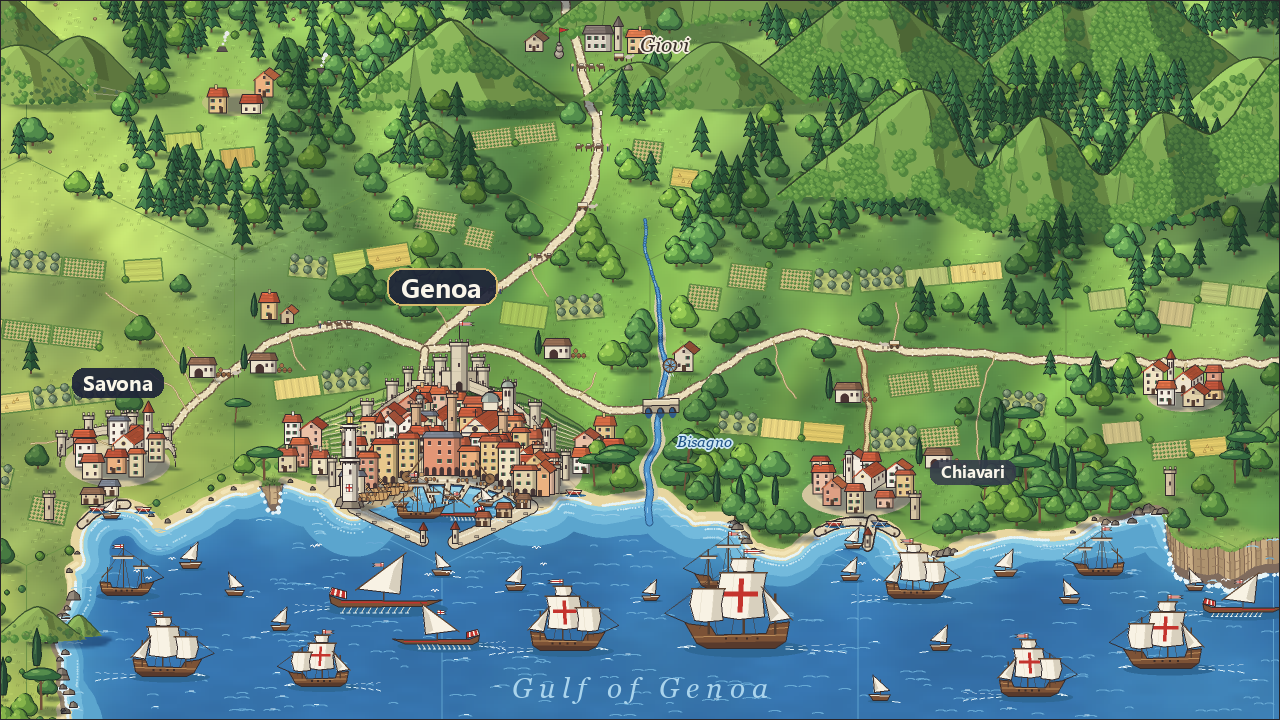 Giovi
Genoa
Savona
Bisagno
Chiavari
Gulf of Genoa